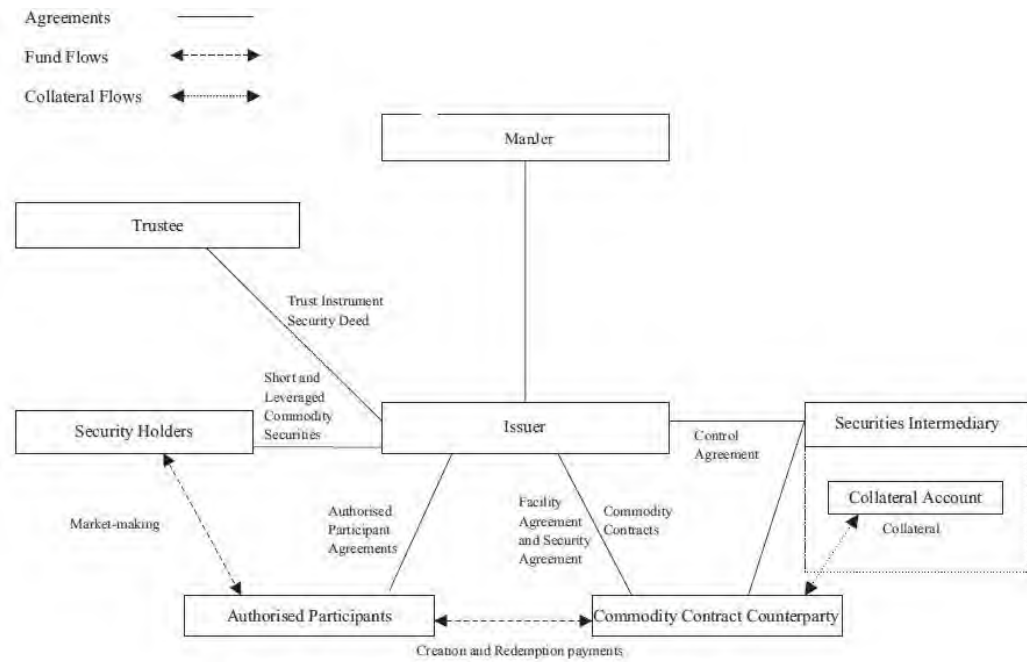 Agreements
Fund Flows
Collateral Flows
ManJer
Trustee
Trust Instrument
Security Deed
Short and
Leveraged
Commodity
Securities
Security Holders
Issuer
Securities Intermediary
Control
Agreement
Collateral Account
Collateral
Market-making
Authorised
Participant
Agreements
Facility
Agreement
and Security
Agreement
Commodity
Contracts
Authorised Participants
Commodity Contract Counterparty
Creation and Redemption payments